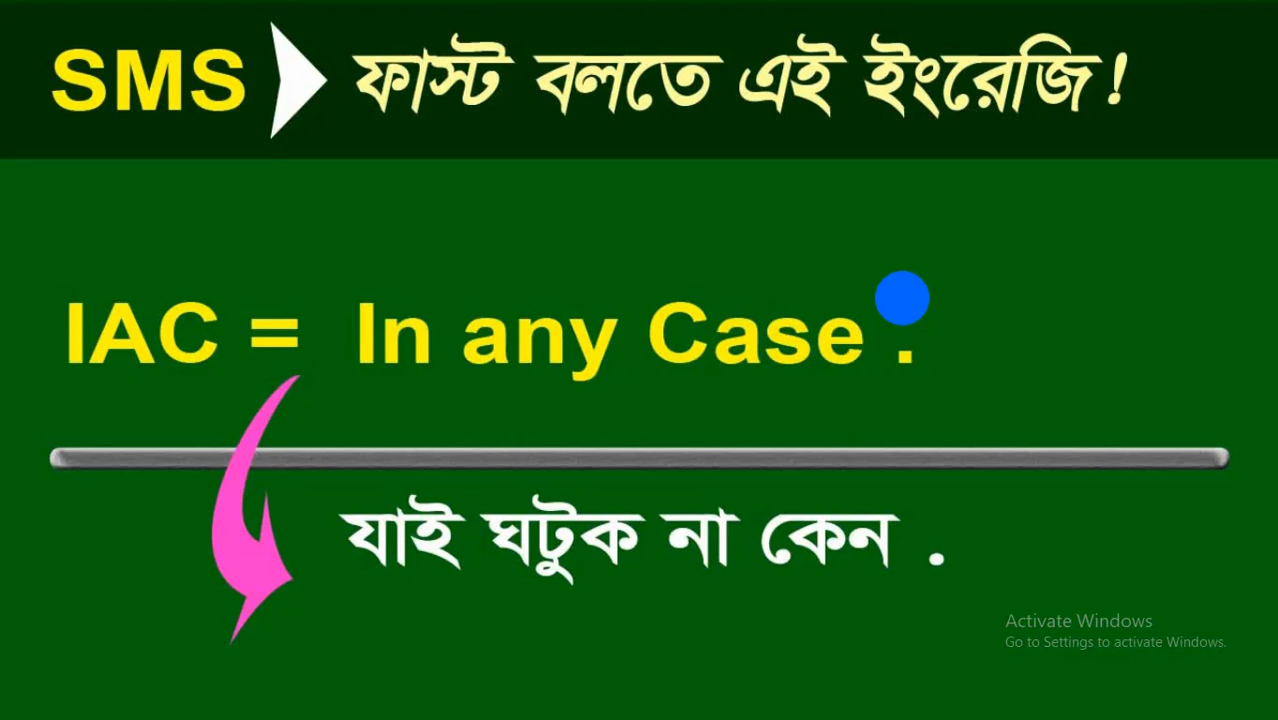 SMS ফাস্ট বলতে এই ইংরেজি!
IAC = In any Case .
যাই ঘটুক না কেন .
Activate Windows
Go to Settings to activate Windows.